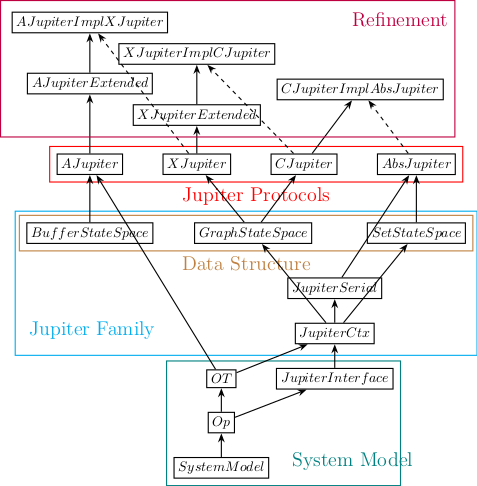 AJupiterImplXJupiter
Refinement
XJupiterImplCJupiter
AJupiterExtended
CJupiterImplAbsJupiter
XJupiterExtended
AJupiter
XJupiter
CJupiter
AbsJupiter
Jupiter Protocols
BufferStateSpace
GraphStateSpace
SetStateSpace
Data Structure
JupiterSerial
Jupiter Family
JupiterCtx
OT
JupiterInterface
Op
System Model
SystemModel